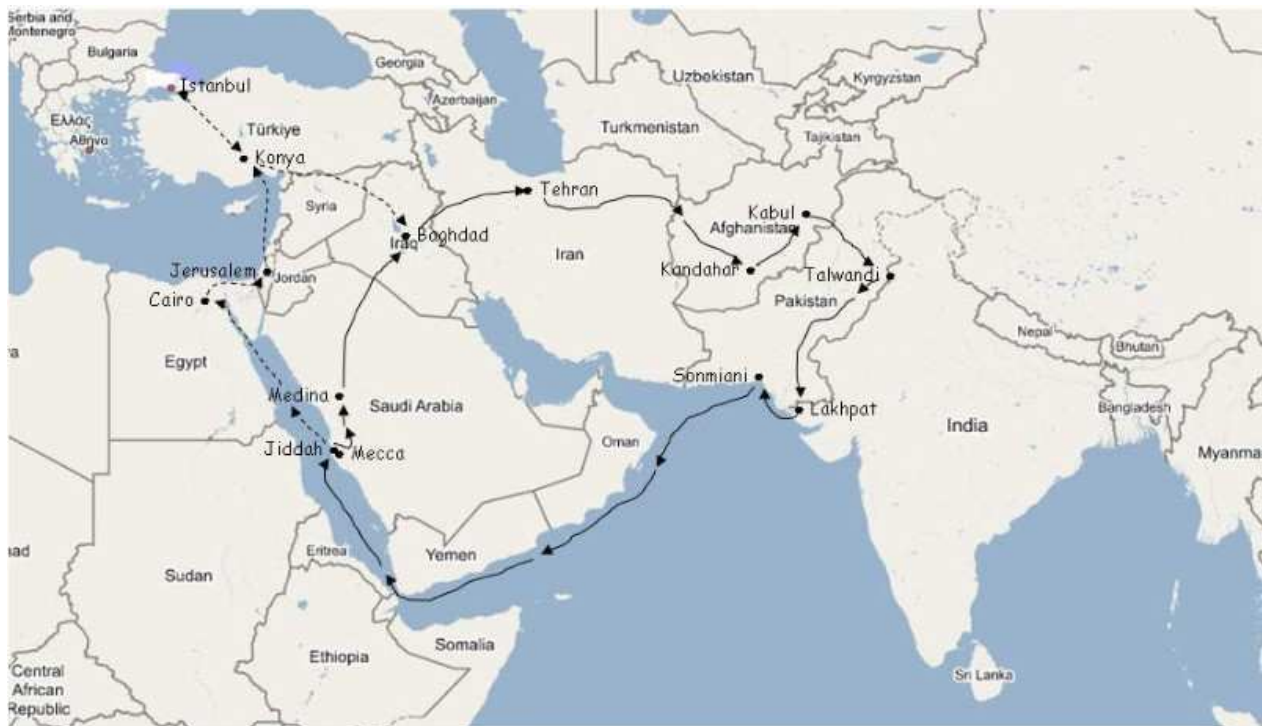 Serbia and
Montenegro
Bulgaria
Georgia
Uzbekistan
Kyrgyzstan
Istanbul
Azerbaijan
Ελλάς
Αθήνα
Türkiye
Turkmenistan
Tajikistan
Konya
Tehran
Syria
Kabul
Afghanistan
Baghdad
Iraq
Iran
Jerusalem
Jordan
Kandahar
Talwandi
Cairo
Pakistan
Nepal
Bhutan
Egypt
Sonmiani
Medina
Saudi Arabia
Lakhpat
Bangladesh
India
Oman
Jiddah
Mecca
Myanma
Eritrea
Yemen
Sudan
Somalia
Ethiopia
Sri Lanka
Central
African
Republic